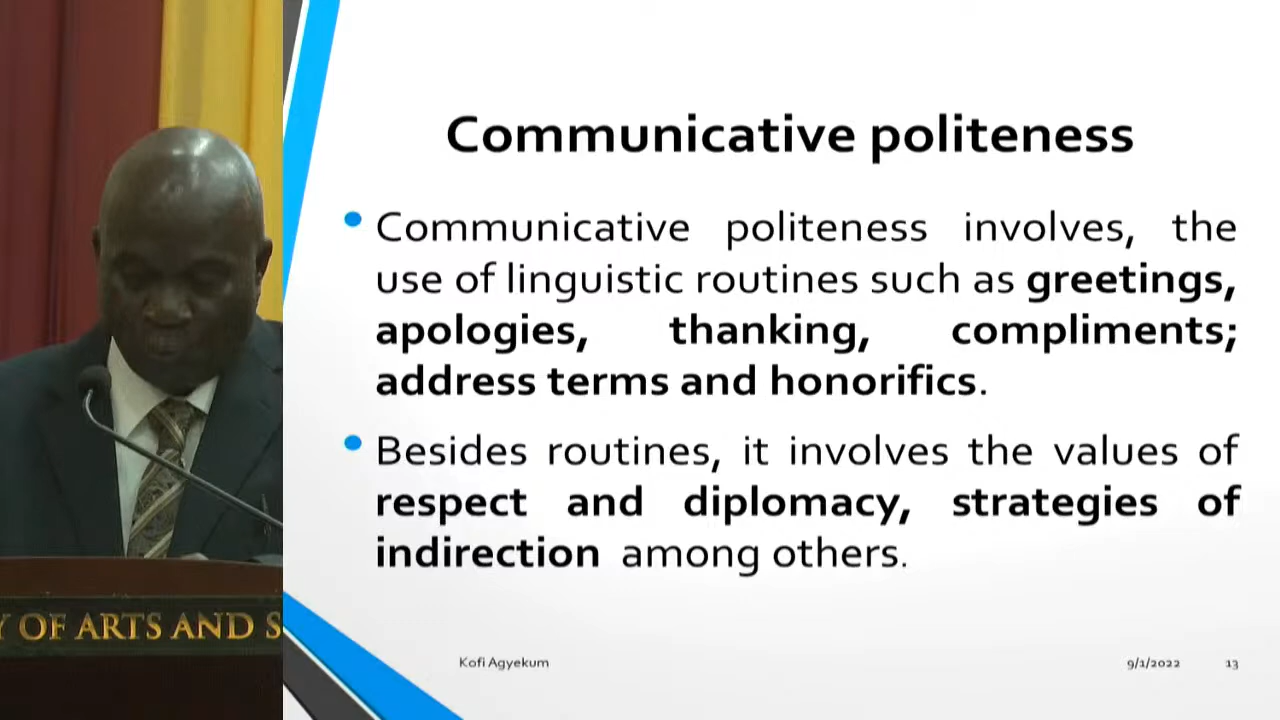 Communicative politeness
Communicative politeness involves, the
use of linguistic routines such as greetings,
apologies, thanking, compliments;
address terms and honorifics.
Besides routines, it involves the values of
respect and diplomacy, strategies of
indirection among others.
Y OF ARTS AND S
Kofi Agyekum 9/1/2022 13